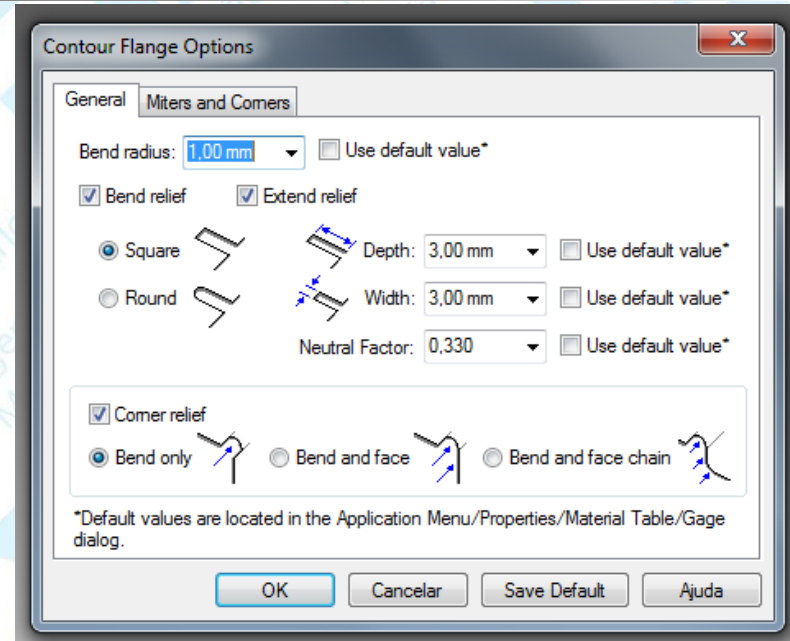 Contour Flange Options
General Miters and Corners
Bend radius: 1,00 mm Use default value*
Bend relief Extend relief
Square Depth: 3,00 mm Use default value*
Round Width: 3,00 mm Use default value*
Neutral Factor: 0,330 Use default value*
Corner relief
Bend only Bend and face Bend and face chain
*Default values are located in the Application Menu/Properties/Material Table/Gage
dialog.
OK Cancelar Save Default Ajuda